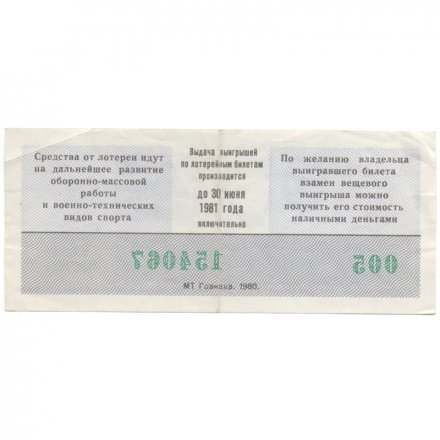 Средства от лотереи идут
на дальнейшее развитие
оборонно-массовой
работы
и военно-технических
видов спорта
Выдача выигрышей
по лотерейным билетам
производится
до 30 июня
1981 года
включительно
По желанию владельца
выигравшего билета
взамен вещевого
выигрыша можно
получить его стоимость
наличными деньгами
154067
005
МТ Гознака. 1980.